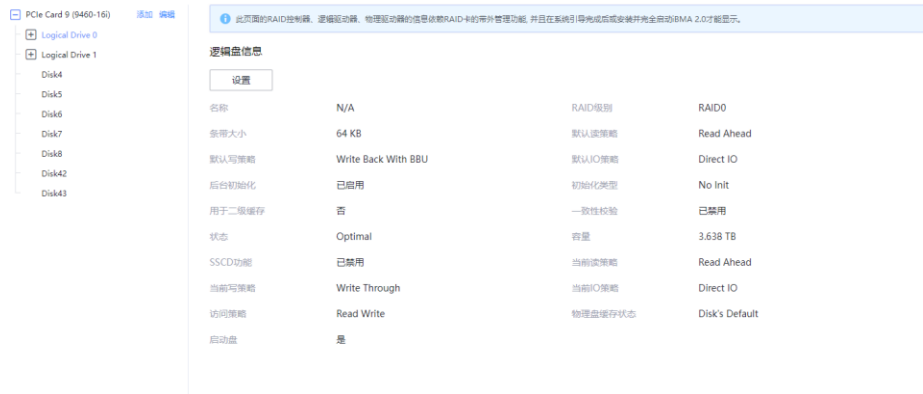 PCIe Card 9 (9460-16i) 添加 编辑
Logical Drive 0
Logical Drive 1
Disk4
Disk5
Disk6
Disk7
Disk8
Disk42
Disk43
此页面的RAID控制器、逻辑驱动器、物理驱动器的信息依赖RAID卡的带外管理功能, 并且在系统引导完成后或安装并完全启动iBMA 2.0才能显示。
逻辑盘信息
设置
名称 N/A RAID级别 RAID0
条带大小 64 KB 默认读策略 Read Ahead
默认写策略 Write Back With BBU 默认IO策略 Direct IO
后台初始化 已启用 初始化类型 No Init
用于二级缓存 否 一致性校验 已禁用
状态 Optimal 容量 3.638 TB
SSCD功能 已禁用 当前读策略 Read Ahead
当前写策略 Write Through 当前IO策略 Direct IO
访问策略 Read Write 物理盘缓存状态 Disk's Default
启动盘 是